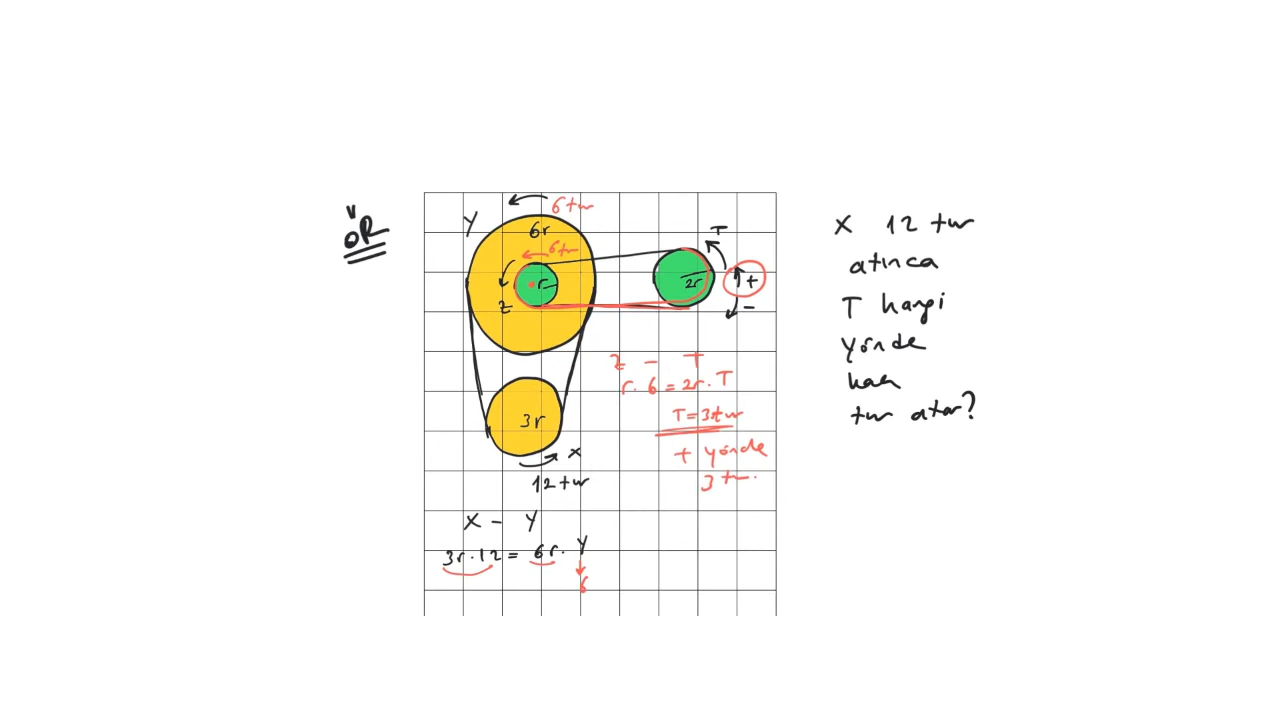 ÖR
Y
6 tur
6r
6 tur
r
Z
T
2r
+
-
3r
X
12 tur
X - Y
3r.12 = 6r.Y
6
Z - T
r.6 = 2r.T
T = 3 tur
+ yönde
3 tur.
X 12 tur
atınca
T hangi
yönde
kaç
tur atar?